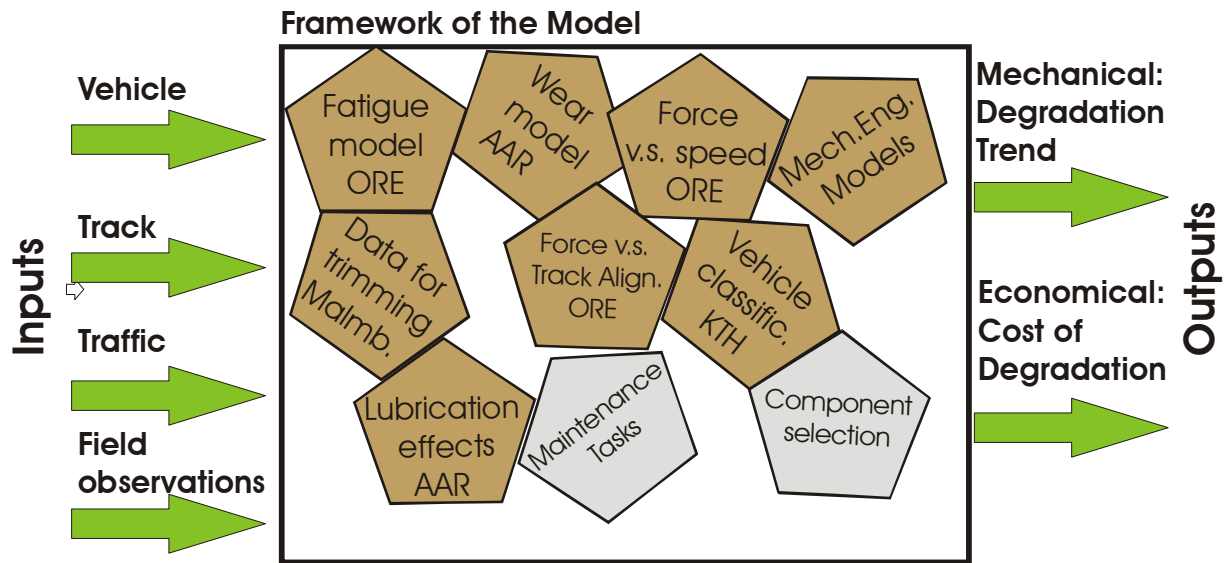 Framework of the Model
Inputs
Vehicle
Track
Traffic
Field
observations
Fatigue
model
ORE
Wear
model
AAR
Force
v.s. speed
ORE
Mech.Eng.
Models
Data for
trimming
Malmb.
Force v.s.
Track Align.
ORE
Vehicle
classific.
KTH
Lubrication
effects
AAR
Maintenance
Tasks
Component
selection
Mechanical:
Degradation
Trend
Economical:
Cost of
Degradation
Outputs